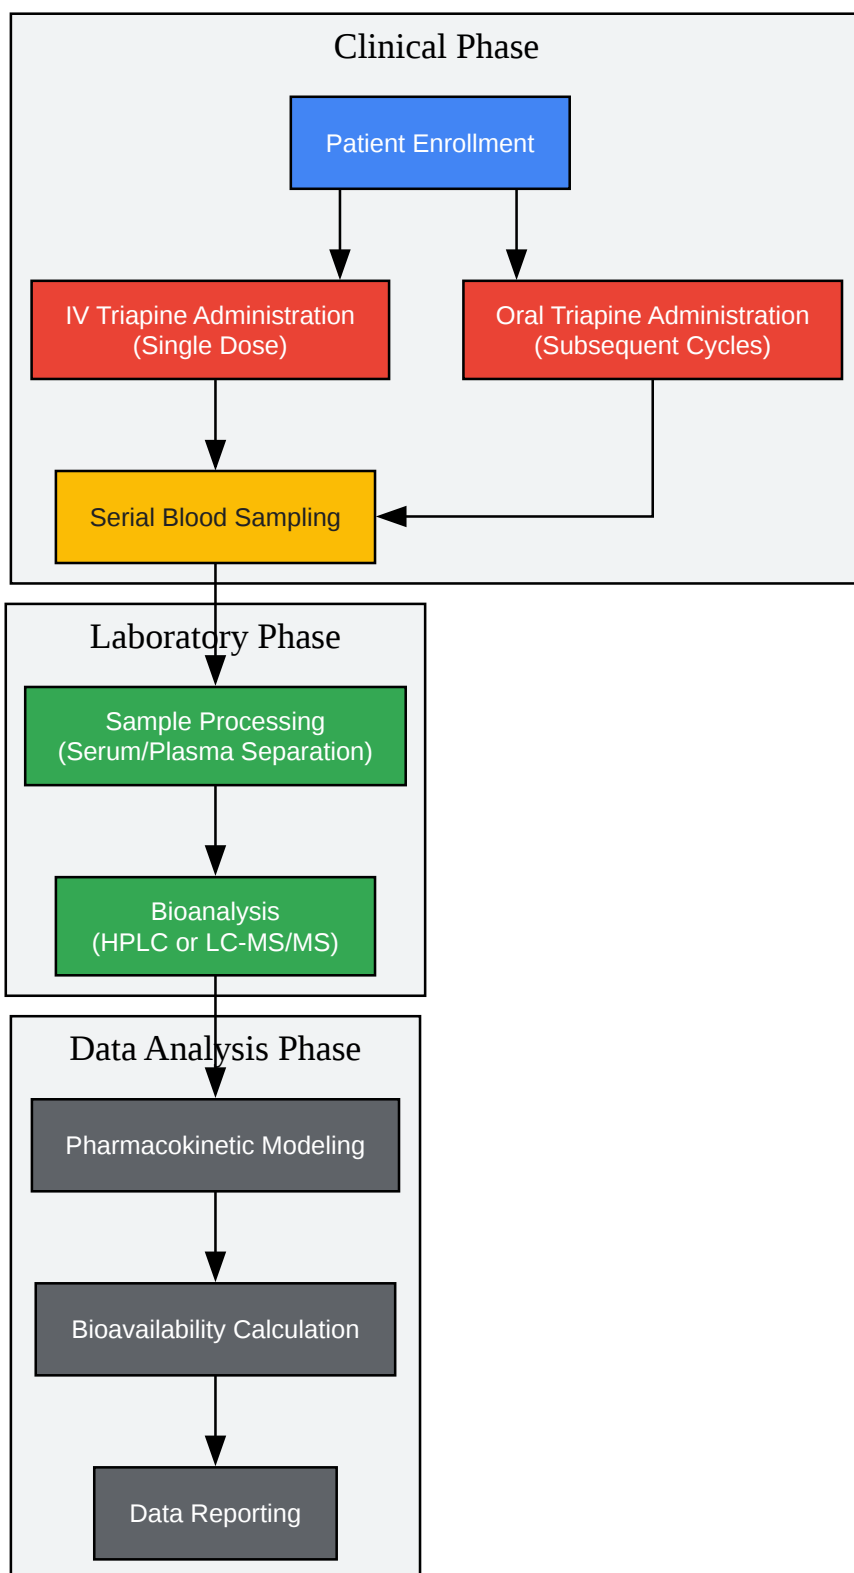 Clinical Phase
Patient Enrollment
IV Triapine Administration
(Single Dose)
Oral Triapine Administration
(Subsequent Cycles)
Serial Blood Sampling
Laboratory Phase
Sample Processing
(Serum/Plasma Separation)
Bioanalysis
(HPLC or LC-MS/MS)
Data Analysis Phase
Pharmacokinetic Modeling
Bioavailability Calculation
Data Reporting